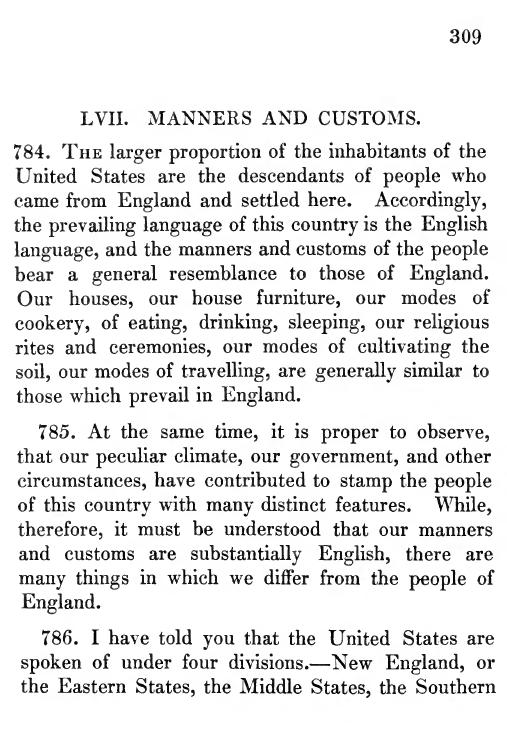 309
LVII. MANNERS AND CUSTOMS.
784. THE larger proportion of the inhabitants of the
United States are the descendants of people who
came from England and settled here. Accordingly,
the prevailing language of this country is the English
language, and the manners and customs of the people
bear a general resemblance to those of England.
Our houses, our house furniture, our modes of
cookery, of eating, drinking, sleeping, our religious
rites and ceremonies, our modes of cultivating the
soil, our modes of travelling, are generally similar to
those which prevail in England.
785. At the same time, it is proper to observe,
that our peculiar climate, our government, and other
circumstances, have contributed to stamp the people
of this country with many distinct features. While,
therefore, it must be understood that our manners
and customs are substantially English, there are
many things in which we differ from the people of
England.
786. I have told you that the United States are
spoken of under four divisions.—New England, or
the Eastern States, the Middle States, the Southern